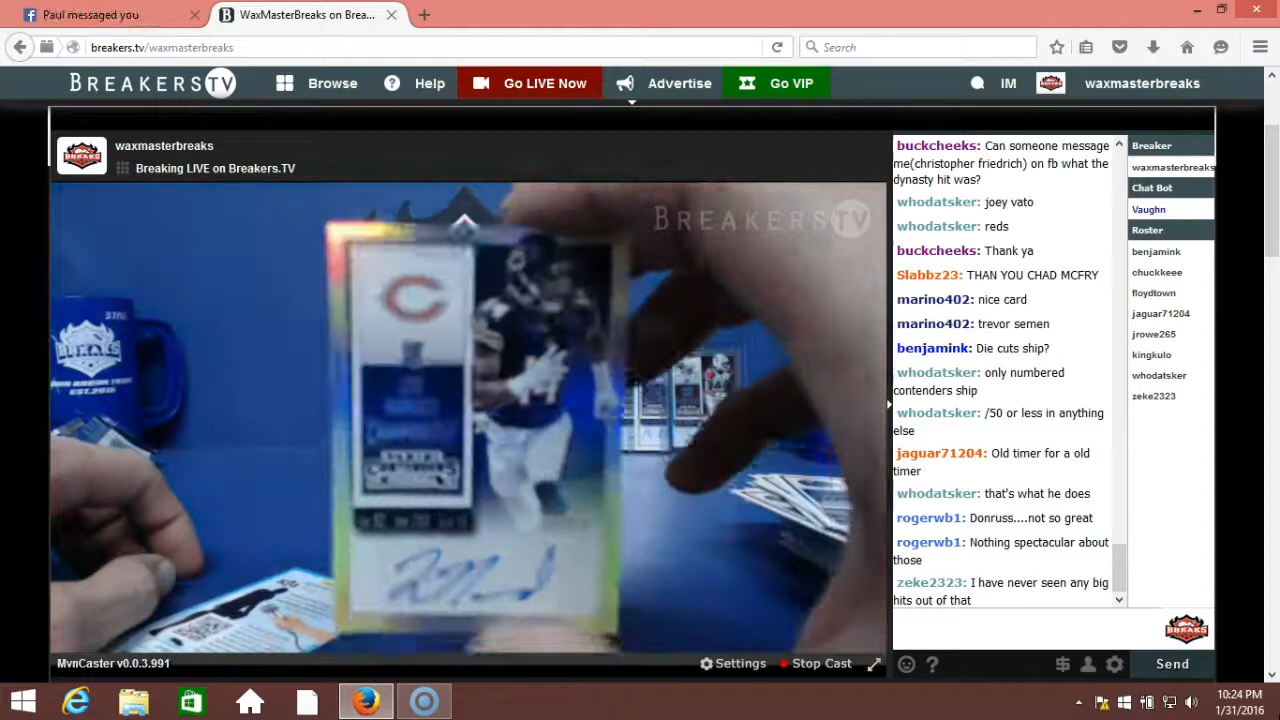 Paul messaged you
WaxMasterBreaks on Brea...
breakers.tv/waxmasterbreaks
Search
BREAKERSTV
Browse
Help
Go LIVE Now
Advertise
Go VIP
IM
waxmasterbreaks
waxmasterbreaks
Breaking LIVE on Breakers.TV
BREAKERSTV
C
PANINI
CONTENDERS
MvnCaster v0.0.3.991
Settings
Stop Cast
buckcheeks: Can someone message
me(christopher friedrich) on fb what the
dynasty hit was?
whodatsker: joey vato
whodatsker: reds
buckcheeks: Thank ya
Slabbz23: THAN YOU CHAD MCFRY
marino402: nice card
marino402: trevor semen
benjamink: Die cuts ship?
whodatsker: only numbered
contenders ship
whodatsker: /50 or less in anything
else
jaguar71204: Old timer for a old
timer
whodatsker: that's what he does
rogerwb1: Donruss....not so great
rogerwb1: Nothing spectacular about
those
zeke2323: I have never seen any big
hits out of that
Breaker
waxmasterbreaks
Chat Bot
Vaughn
Roster
benjamink
chuckkeee
floydtown
jaguar71204
jrowe265
kingkulo
whodatsker
zeke2323
BREAKS
Send
10:24 PM
1/31/2016